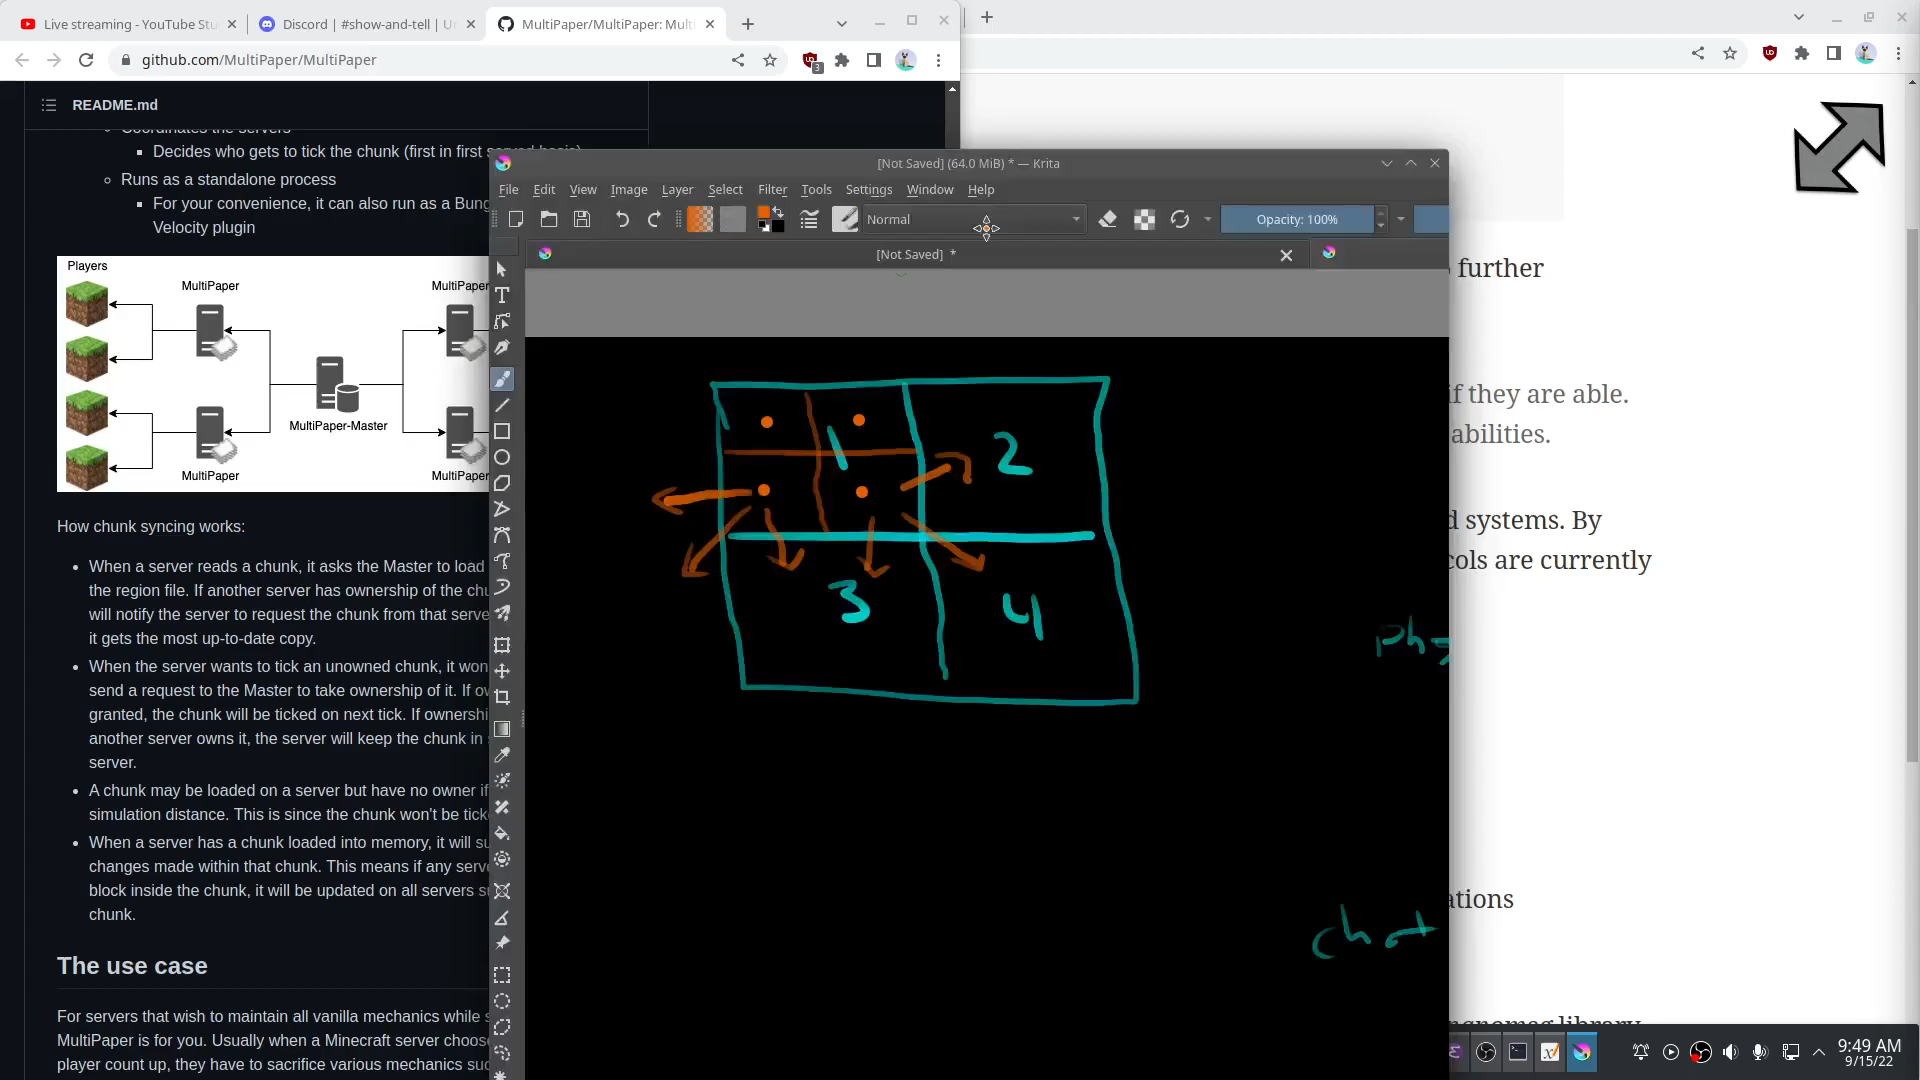 Live streaming - YouTube Stu
Discord | #show-and-tell | U
MultiPaper/MultiPaper: Multi
github.com/MultiPaper/MultiPaper
3
README.md
Coordinates the servers
Decides who gets to tick the chunk (first in first served basis)
Runs as a standalone process
For your convenience, it can also run as a Bung
Velocity plugin
Players
MultiPaper
MultiPaper
MultiPaper-Master
MultiPaper
MultiPaper
How chunk syncing works:
When a server reads a chunk, it asks the Master to load
the region file. If another server has ownership of the chu
will notify the server to request the chunk from that serve
it gets the most up-to-date copy.
When the server wants to tick an unowned chunk, it won
send a request to the Master to take ownership of it. If ow
granted, the chunk will be ticked on next tick. If ownershi
another server owns it, the server will keep the chunk in s
server.
A chunk may be loaded on a server but have no owner if
simulation distance. This is since the chunk won't be tick
When a server has a chunk loaded into memory, it will su
changes made within that chunk. This means if any serve
block inside the chunk, it will be updated on all servers s
chunk.
The use case
For servers that wish to maintain all vanilla mechanics while s
MultiPaper is for you. Usually when a Minecraft server choos
player count up, they have to sacrifice various mechanics suc
[Not Saved] (64.0 MiB) * — Krita
File Edit View Image Layer Select Filter Tools Settings Window Help
Normal
Opacity: 100%
[Not Saved] *
1
2
3
4
phy
chat
further
if they are able.
abilities.
d systems. By
cols are currently
ations
library
9:49 AM
9/15/22